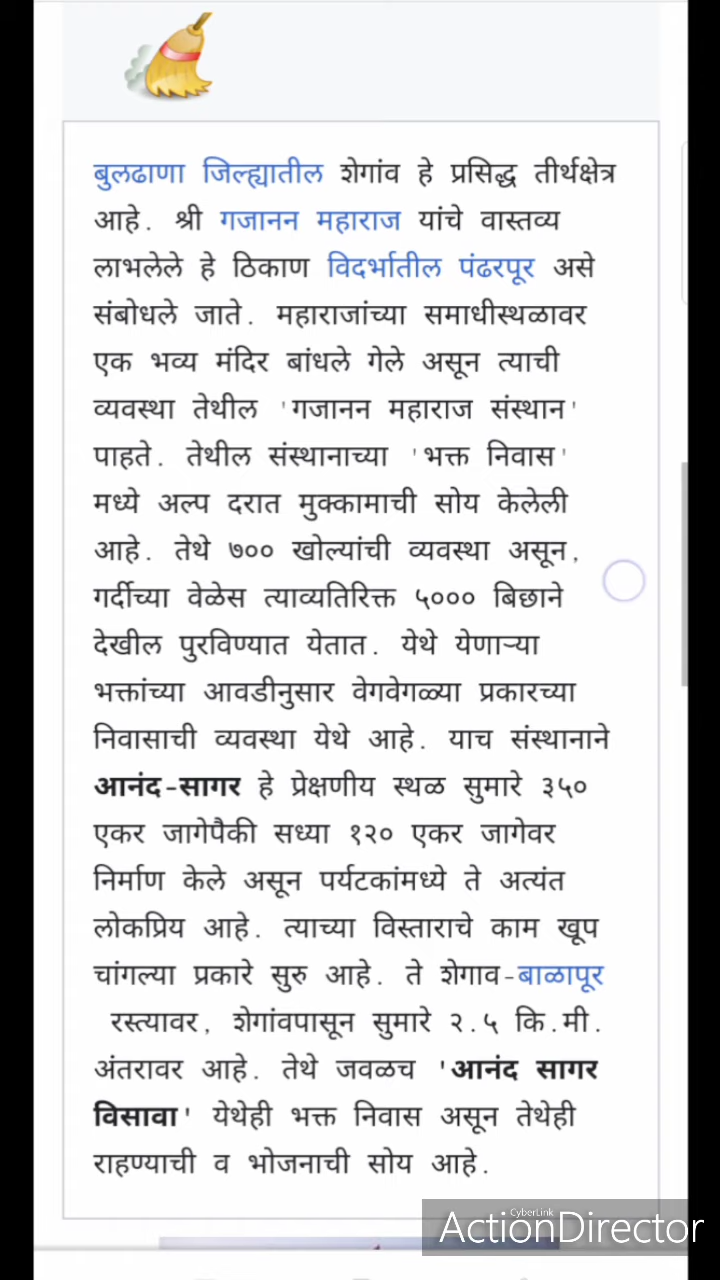 बुलढाणा जिल्ह्यातील शेगांव हे प्रसिद्ध तीर्थक्षेत्र
आहे. श्री गजानन महाराज यांचे वास्तव्य
लाभलेले हे ठिकाण विदर्भातील पंढरपूर असे
संबोधले जाते. महाराजांच्या समाधीस्थळावर
एक भव्य मंदिर बांधले गेले असून त्याची
व्यवस्था तेथील 'गजानन महाराज संस्थान'
पाहते. तेथील संस्थानाच्या 'भक्त निवास'
मध्ये अल्प दरात मुक्कामाची सोय केलेली
आहे. तेथे ७०० खोल्यांची व्यवस्था असून,
गर्दीच्या वेळेस त्याव्यतिरिक्त ५००० बिछाने
देखील पुरविण्यात येतात. येथे येणाऱ्या
भक्तांच्या आवडीनुसार वेगवेगळ्या प्रकारच्या
निवासाची व्यवस्था येथे आहे. याच संस्थानाने
आनंद-सागर हे प्रेक्षणीय स्थळ सुमारे ३५०
एकर जागेपैकी सध्या १२० एकर जागेवर
निर्माण केले असून पर्यटकांमध्ये ते अत्यंत
लोकप्रिय आहे. त्याच्या विस्ताराचे काम खूप
चांगल्या प्रकारे सुरु आहे. ते शेगाव-बाळापूर
रस्त्यावर, शेगांवपासून सुमारे २.५ कि.मी.
अंतरावर आहे. तेथे जवळच 'आनंद सागर
विसावा' येथेही भक्त निवास असून तेथेही
राहण्याची व भोजनाची सोय आहे.
CyberLink
ActionDirector